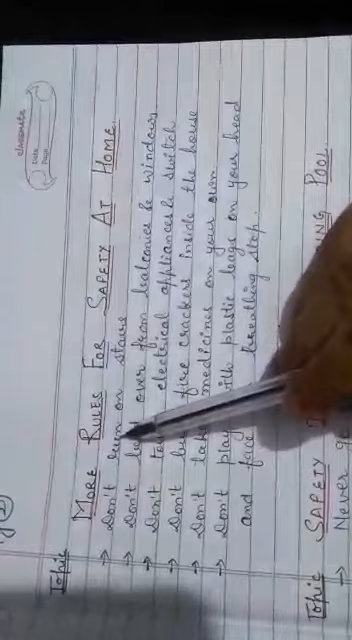 classmate
Date
Page
Topic
MORE RULES FOR SAFETY AT HOME.
→ Don't run on stairs
→ Don't over from balconies & windows
→ Don't electrical appliances & switch
→ Don't fire crackers inside the house
→ Don't take medicines on your own
→ Don't play with plastic bags on your head
and face breathing stop.
Topic SAFETY POOL
→ Never